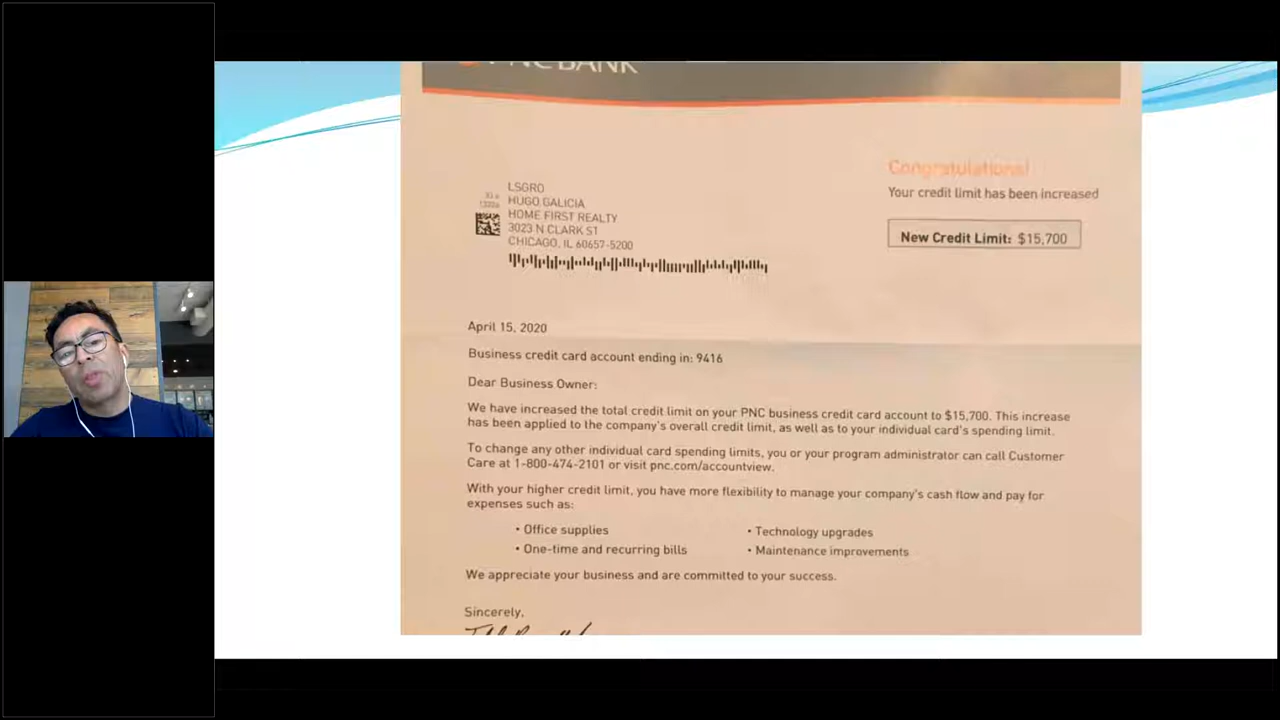 PNC BANK
Congratulations!
Your credit limit has been increased
New Credit Limit: $15,700
LSGRD
HUGO GALICIA
HOME FIRST REALTY
3023 N CLARK ST
CHICAGO, IL 60657-5200
April 15, 2020
Business credit card account ending in: 9416
Dear Business Owner:
We have increased the total credit limit on your PNC business credit card account to $15,700. This increase
has been applied to the company's overall credit limit, as well as to your individual card's spending limit.
To change any other individual card spending limits, you or your program administrator can call Customer
Care at 1-800-474-2101 or visit pnc.com/accountview.
With your higher credit limit, you have more flexibility to manage your company's cash flow and pay for
expenses such as:
• Office supplies
• Technology upgrades
• One-time and recurring bills
• Maintenance improvements
We appreciate your business and are committed to your success.
Sincerely,